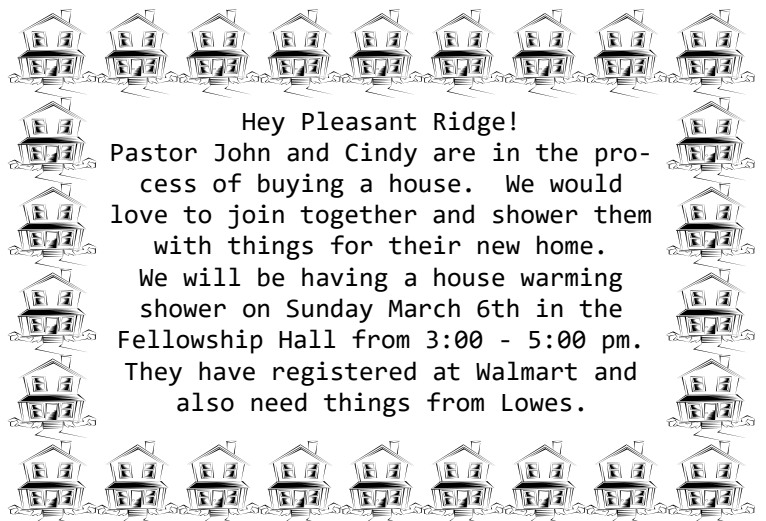 Hey Pleasant Ridge!
Pastor John and Cindy are in the pro-
cess of buying a house.  We would
love to join together and shower them
with things for their new home.
We will be having a house warming
shower on Sunday March 6th in the
Fellowship Hall from 3:00 - 5:00 pm.
They have registered at Walmart and
also need things from Lowes.